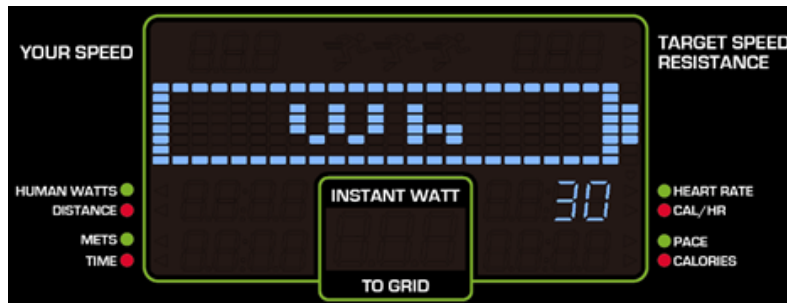 YOUR SPEED
TARGET SPEED
RESISTANCE
Wh
30
HUMAN WATTS
DISTANCE
METS
TIME
INSTANT WATT
TO GRID
HEART RATE
CAL/HR
PACE
CALORIES